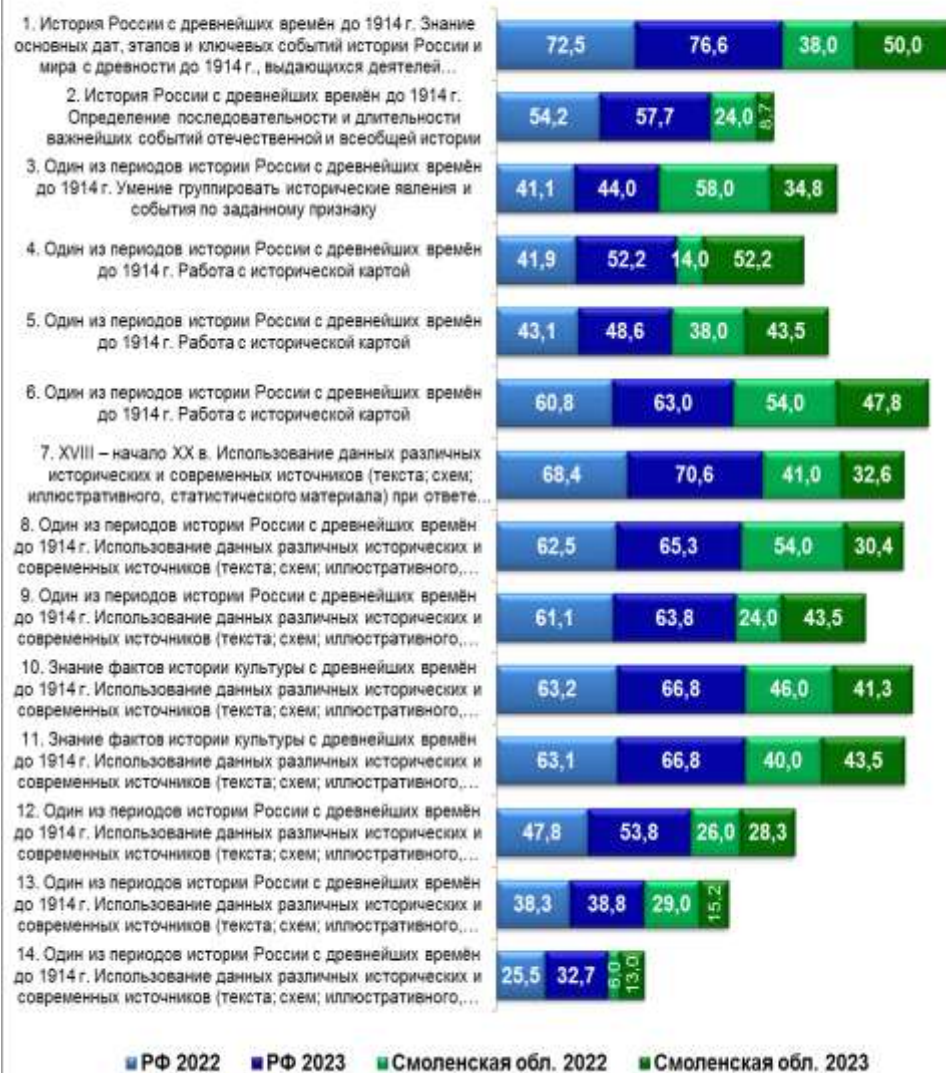 1. История России с древнейших времён до 1914 г. Знание
основных дат, этапов и ключевых событий истории России и
мира с древности до 1914 г., выдающихся деятелей…
72,5 76,6 38,0 50,0
2. История России с древнейших времён до 1914 г.
Определение последовательности и длительности
важнейших событий отечественной и всеобщей истории
54,2 57,7 24,0 8,7
3. Один из периодов истории России с древнейших времён
до 1914 г. Умение группировать исторические явления и
события по заданному признаку
41,1 44,0 58,0 34,8
4. Один из периодов истории России с древнейших времён
до 1914 г. Работа с исторической картой
41,9 52,2 14,0 52,2
5. Один из периодов истории России с древнейших времён
до 1914 г. Работа с исторической картой
43,1 48,6 38,0 43,5
6. Один из периодов истории России с древнейших времён
до 1914 г. Работа с исторической картой
60,8 63,0 54,0 47,8
7. XVIII – начало XX в. Использование данных различных
исторических и современных источников (текста; схем;
иллюстративного, статистического материала) при ответе…
68,4 70,6 41,0 32,6
8. Один из периодов истории России с древнейших времён
до 1914 г. Использование данных различных исторических и
современных источников (текста; схем; иллюстративного,…
62,5 65,3 54,0 30,4
9. Один из периодов истории России с древнейших времён
до 1914 г. Использование данных различных исторических и
современных источников (текста; схем; иллюстративного,…
61,1 63,8 24,0 43,5
10. Знание фактов истории культуры с древнейших времён
до 1914 г. Использование данных различных исторических и
современных источников (текста; схем; иллюстративного,…
63,2 66,8 46,0 41,3
11. Знание фактов истории культуры с древнейших времён
до 1914 г. Использование данных различных исторических и
современных источников (текста; схем; иллюстративного,…
63,1 66,8 40,0 43,5
12. Один из периодов истории России с древнейших времён
до 1914 г. Использование данных различных исторических и
современных источников (текста; схем; иллюстративного,…
47,8 53,8 26,0 28,3
13. Один из периодов истории России с древнейших времён
до 1914 г. Использование данных различных исторических и
современных источников (текста; схем; иллюстративного,…
38,3 38,8 29,0 15,2
14. Один из периодов истории России с древнейших времён
до 1914 г. Использование данных различных исторических и
современных источников (текста; схем; иллюстративного,…
25,5 32,7 6,0 13,0
РФ 2022 РФ 2023 Смоленская обл. 2022 Смоленская обл. 2023